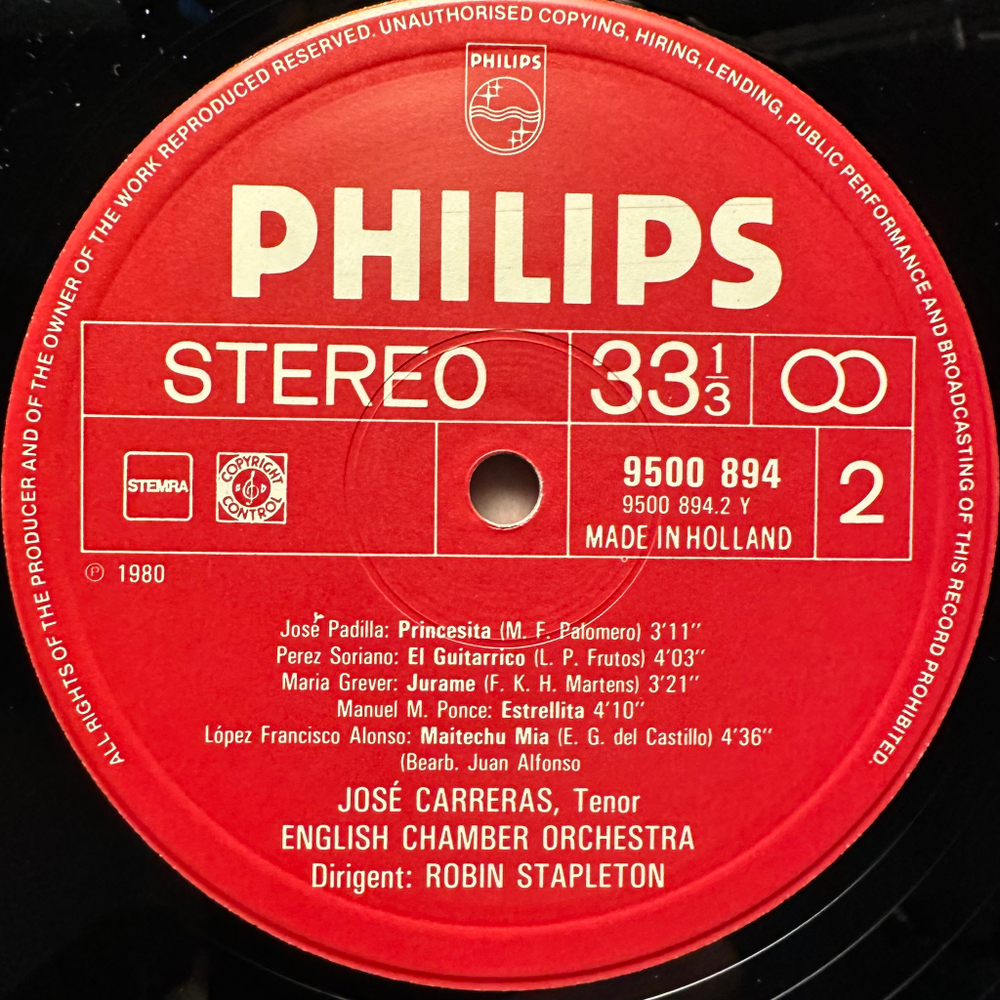 ALL RIGHTS OF THE PRODUCER AND OF THE OWNER OF THE WORK REPRODUCED RESERVED. UNAUTHORISED COPYING, HIRING, LENDING, PUBLIC PERFORMANCE AND BROADCASTING OF THIS RECORD PROHIBITED.
PHILIPS
PHILIPS
STEREO
33 1/3
STEMRA
COPYRIGHT CONTROL
9500 894
9500 894.2 Y
MADE IN HOLLAND
2
℗ 1980
José Padilla: Princesita (M. F. Palomero) 3'11''
Perez Soriano: El Guitarrico (L. P. Frutos) 4'03''
Maria Grever: Jurame (F. K. H. Martens) 3'21''
Manuel M. Ponce: Estrellita 4'10''
López Francisco Alonso: Maitechu Mia (E. G. del Castillo) 4'36''
(Bearb. Juan Alfonso
JOSÉ CARRERAS, Tenor
ENGLISH CHAMBER ORCHESTRA
Dirigent: ROBIN STAPLETON